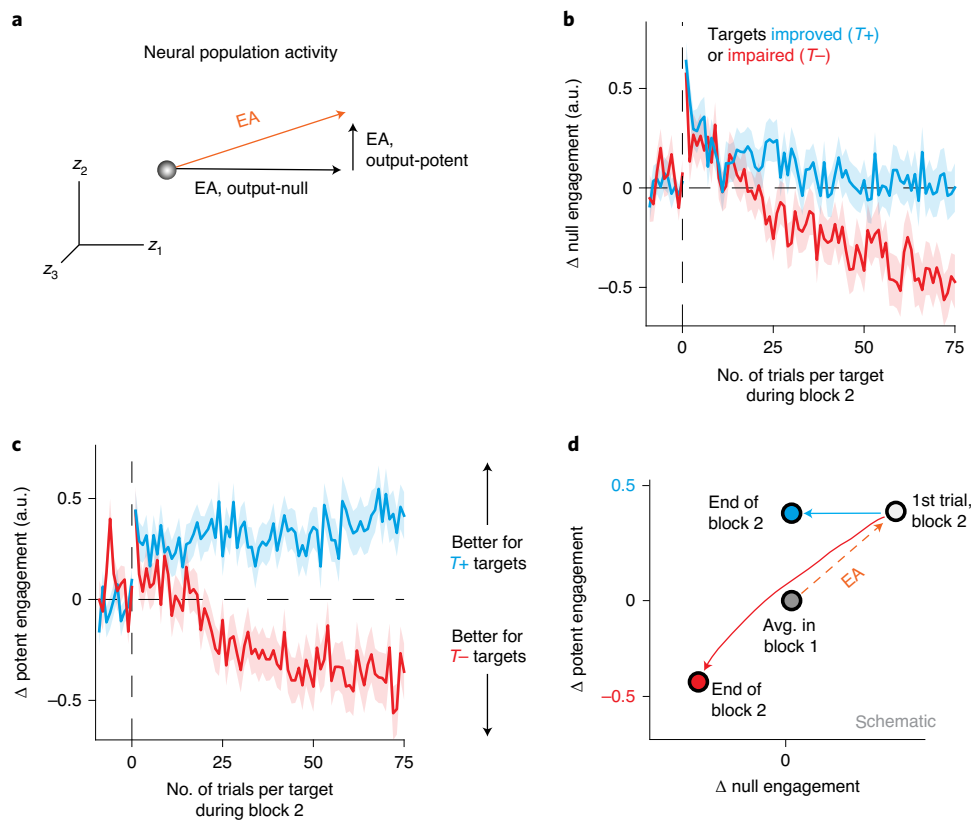 a
Neural population activity
EA
EA,
output-potent
EA, output-null
z2
z1
z3
b
Targets improved (T+)
or impaired (T–)
Δ null engagement (a.u.)
0.5
0
–0.5
0
25
50
75
No. of trials per target
during block 2
c
Δ potent engagement (a.u.)
0.5
0
–0.5
0
25
50
75
No. of trials per target
during block 2
Better for
T+ targets
Better for
T– targets
d
Δ potent engagement
0.5
0
–0.5
End of
block 2
1st trial,
block 2
EA
Avg. in
block 1
End of
block 2
Schematic
0
Δ null engagement